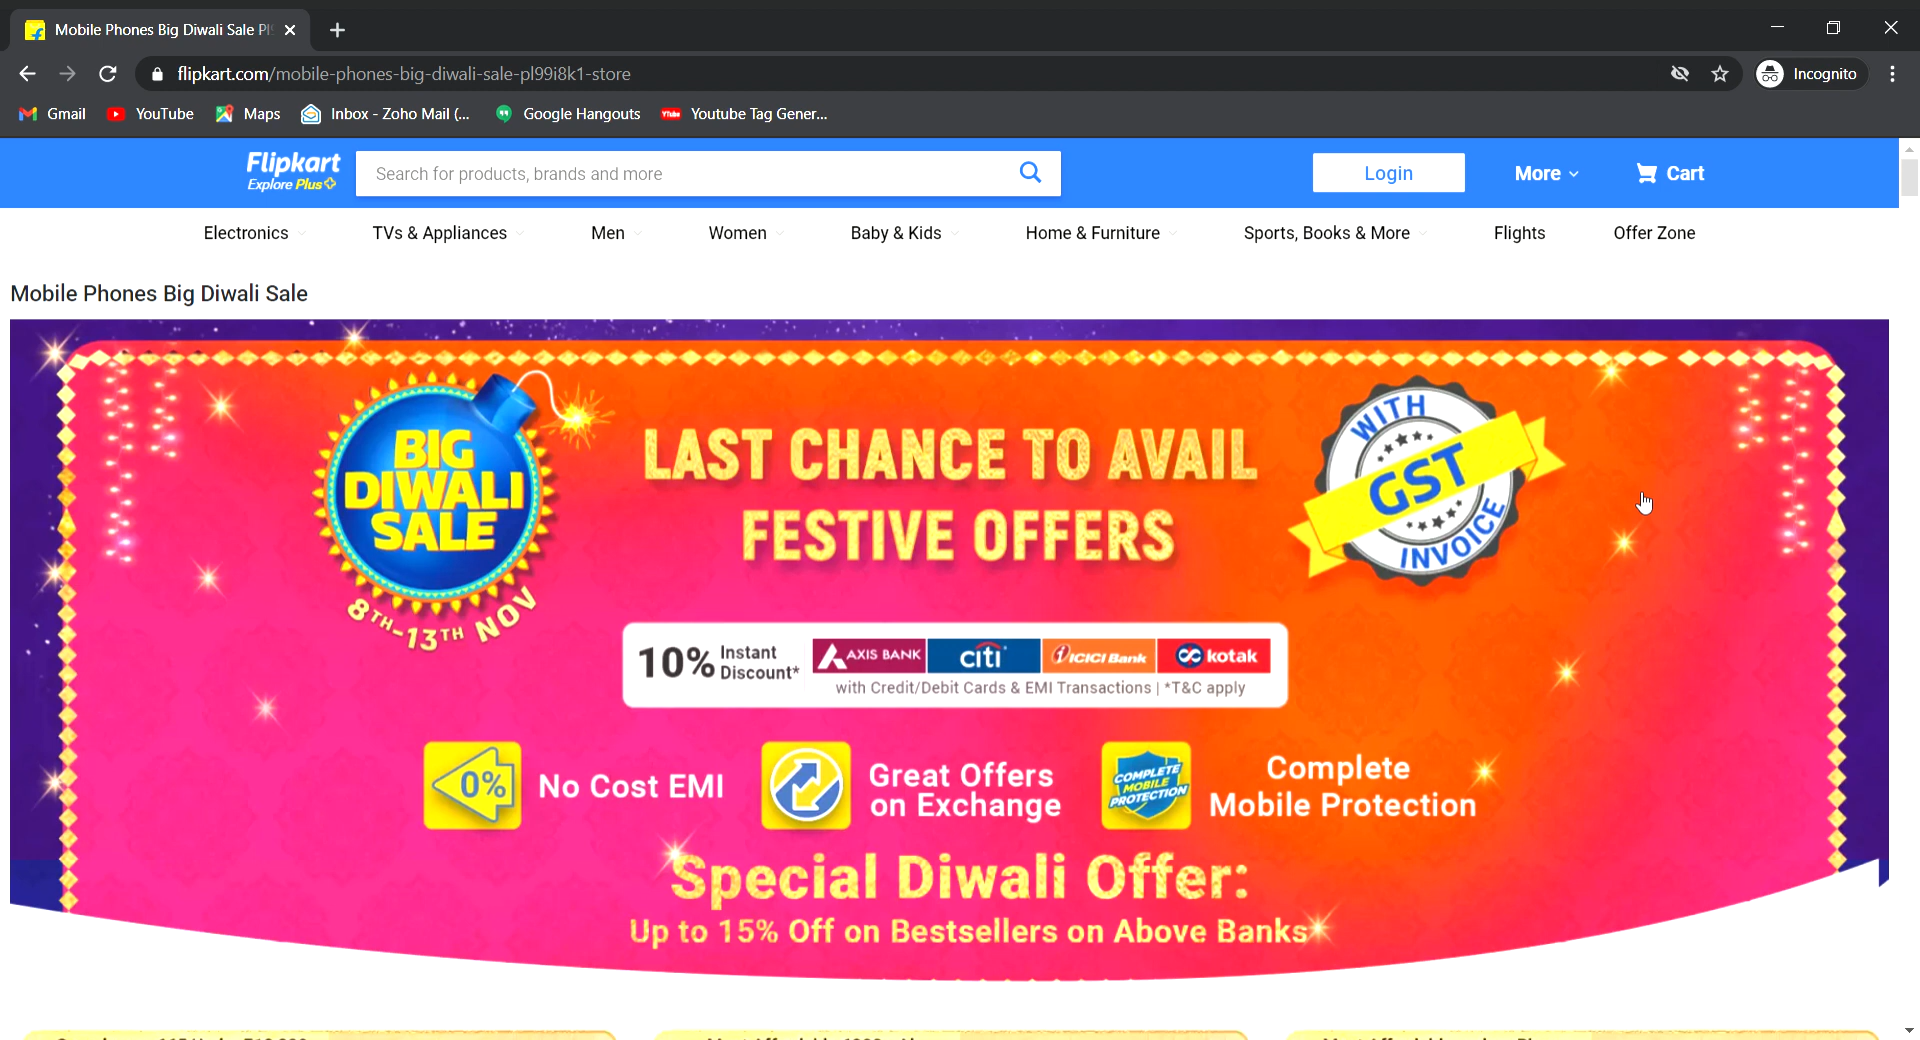 Mobile Phones Big Diwali Sale Pl
flipkart.com/mobile-phones-big-diwali-sale-pl99i8k1-store
Incognito
Gmail
YouTube
Maps
Inbox - Zoho Mail (...
Google Hangouts
Youtube Tag Gener...
Flipkart
Explore Plus
Search for products, brands and more
Login
More
Cart
Electronics
TVs & Appliances
Men
Women
Baby & Kids
Home & Furniture
Sports, Books & More
Flights
Offer Zone
Mobile Phones Big Diwali Sale
BIG
DIWALI
SALE
8TH-13TH NOV
LAST CHANCE TO AVAIL
FESTIVE OFFERS
WITH
GST
INVOICE
10% Instant
Discount*
AXIS BANK
citi
ICICI Bank
kotak
with Credit/Debit Cards & EMI Transactions | *T&C apply
0%
No Cost EMI
Great Offers
on Exchange
COMPLETE
MOBILE
PROTECTION
Complete
Mobile Protection
Special Diwali Offer:
Up to 15% Off on Bestsellers on Above Banks